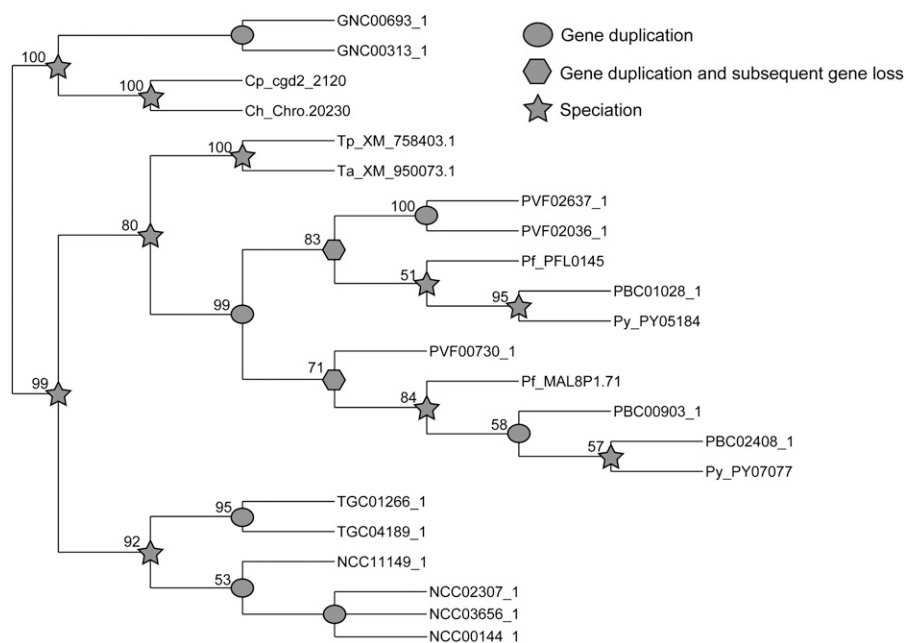 GNC00693_1
Gene duplication
GNC00313_1
100
Gene duplication and subsequent gene loss
100
Cp_cgd2_2120
Ch_Chro.20230
Speciation
Tp_XM_758403.1
100
Ta_XM_950073.1
PVF02637_1
100
PVF02036_1
80
83
Pf_PFL0145
51
PBC01028_1
95
99
Py_PY05184
PVF00730_1
71
Pf_MAL8P1.71
99
84
PBC00903_1
58
PBC02408_1
57
Py_PY07077
TGC01266_1
95
TGC04189_1
92
NCC11149_1
53
NCC02307_1
NCC03656_1
NCC00144_1